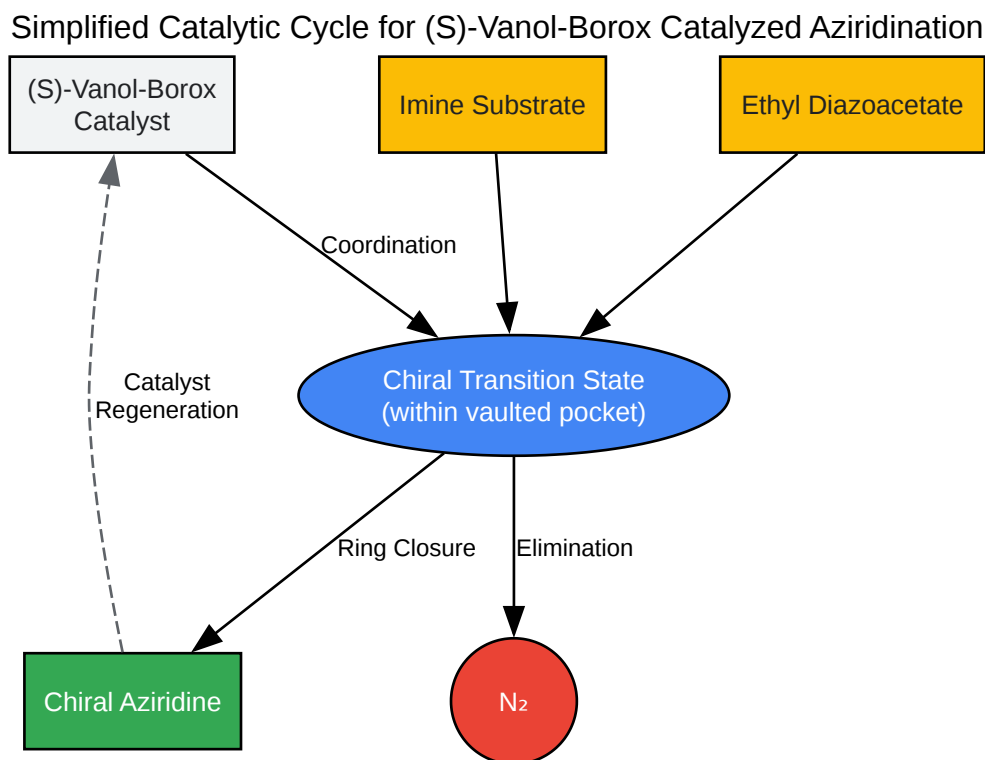 Simplified Catalytic Cycle for (S)-Vanol-Borox Catalyzed Aziridination
(S)-Vanol-Borox
Catalyst
Imine Substrate
Ethyl Diazoacetate
Coordination
Catalyst
Regeneration
Chiral Transition State
(within vaulted pocket)
Ring Closure
Elimination
Chiral Aziridine
N₂